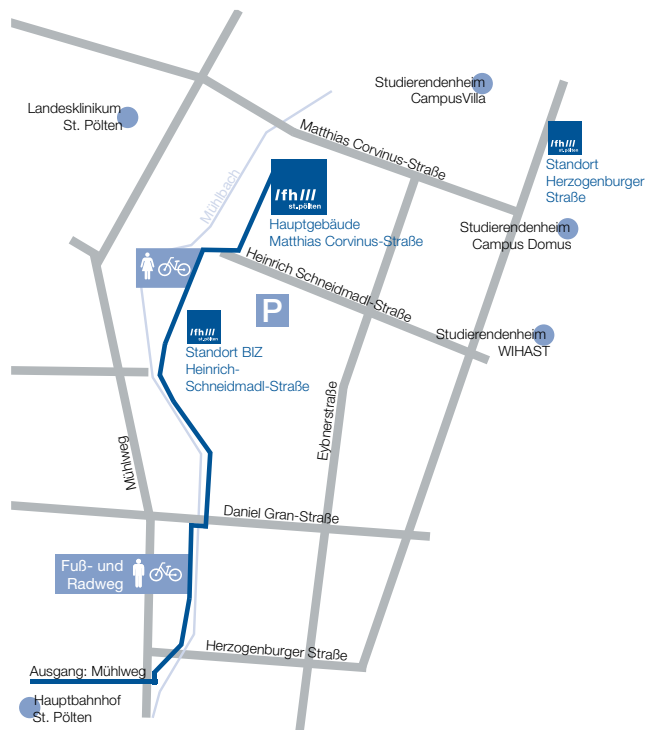 Studierendenheim
CampusVilla
Landesklinikum
St. Pölten
Matthias Corvinus-Straße
/fh///
st.pölten
Standort
Herzogenburger
Straße
Mühlbach
/fh///
st.pölten
Hauptgebäude
Matthias Corvinus-Straße
Studierendenheim
Campus Domus
Heinrich Schneidmadl-Straße
P
/fh///
st.pölten
Standort BIZ
Heinrich-
Schneidmadl-Straße
Studierendenheim
WIHAST
Eybnerstraße
Mühlweg
Daniel Gran-Straße
Fuß- und
Radweg
Herzogenburger Straße
Ausgang: Mühlweg
Hauptbahnhof
St. Pölten